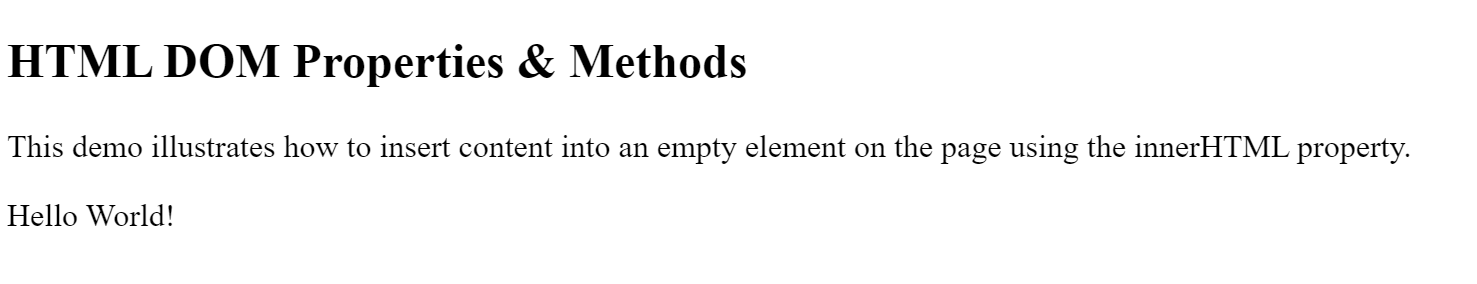 HTML DOM Properties & Methods
This demo illustrates how to insert content into an empty element on the page using the innerHTML property.
Hello World!